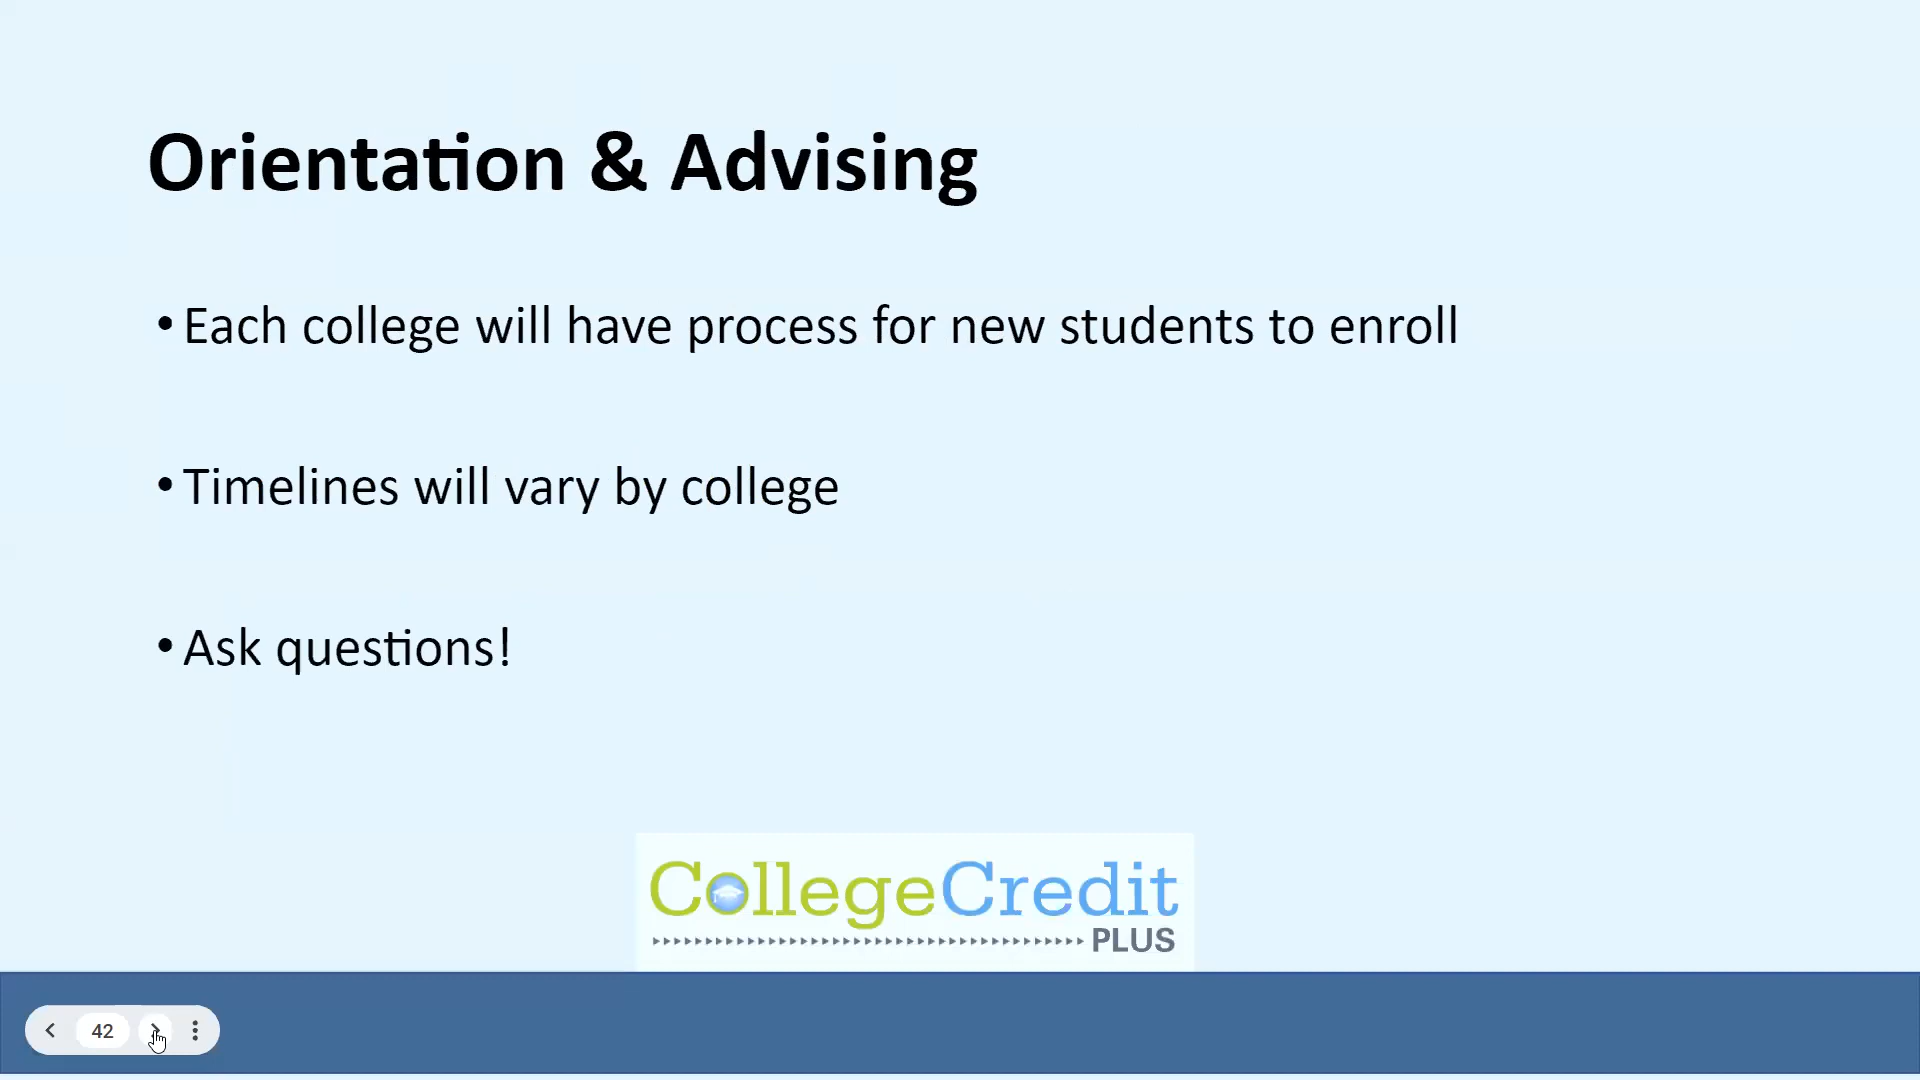 Orientation & Advising
• Each college will have process for new students to enroll
• Timelines will vary by college
• Ask questions!
CollegeCredit
PLUS
42